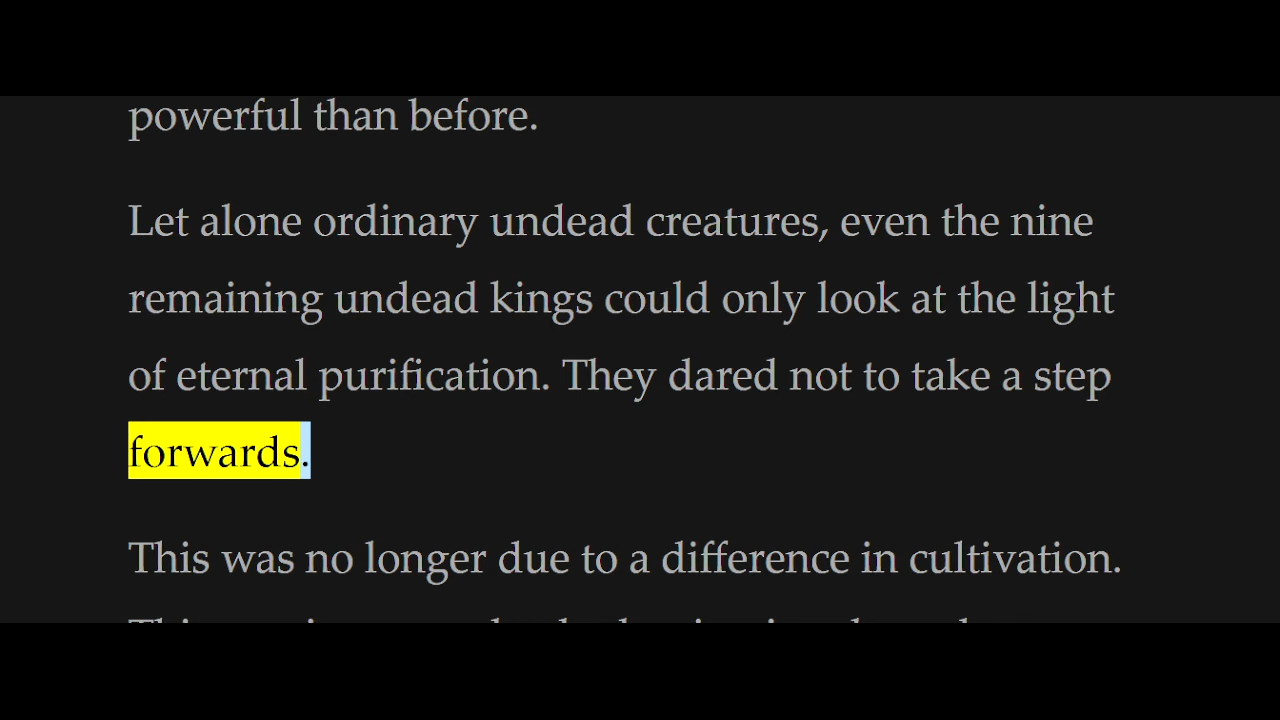 powerful than before.
Let alone ordinary undead creatures, even the nine
remaining undead kings could only look at the light
of eternal purification. They dared not to take a step
forwards.
This was no longer due to a difference in cultivation.